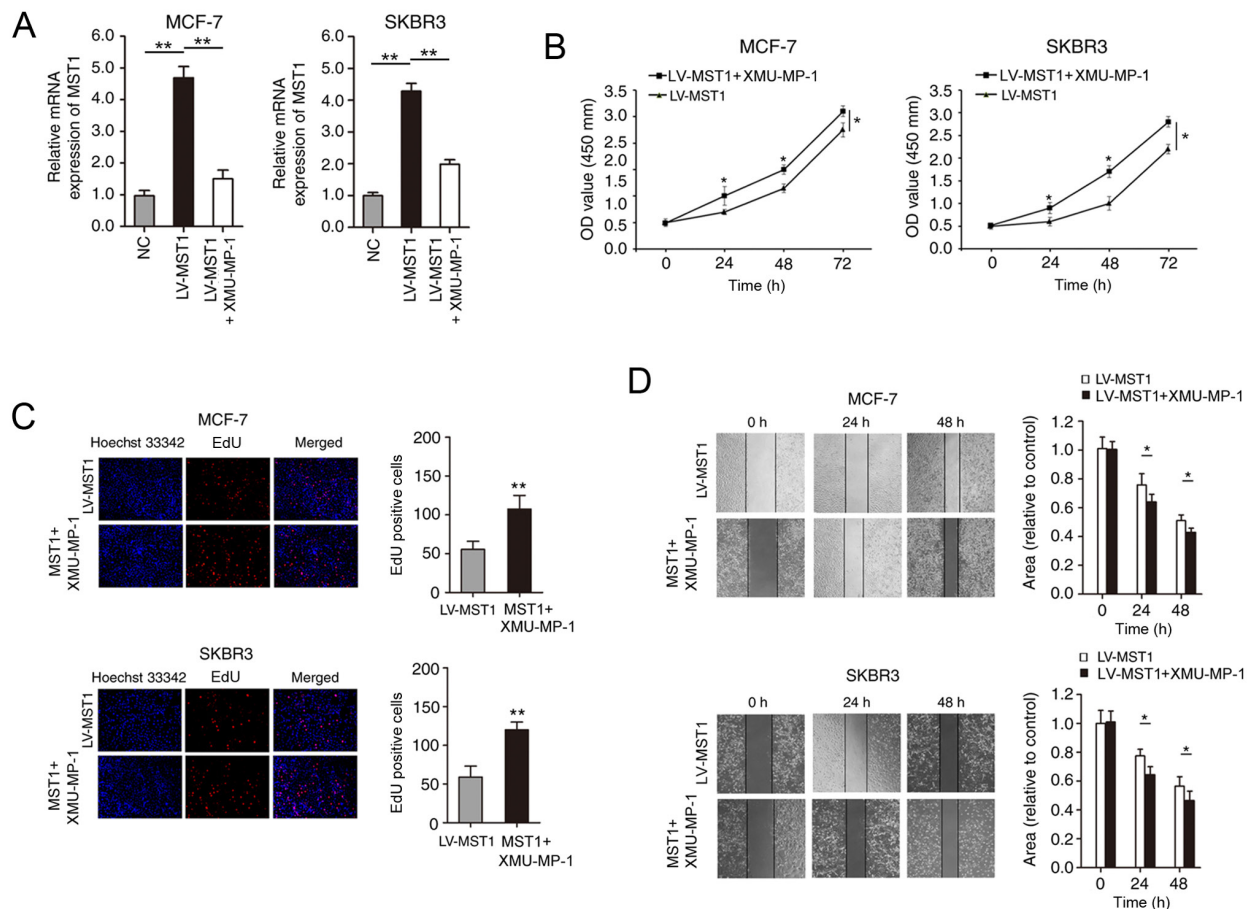 A
MCF-7
Relative mRNA
expression of MST1
6.0
5.0
4.0
3.0
2.0
1.0
0.0
**
**
NC
LV-MST1
LV-MST1
+ XMU-MP-1
SKBR3
Relative mRNA
expression of MST1
6.0
5.0
4.0
3.0
2.0
1.0
0.0
**
**
NC
LV-MST1
LV-MST1
+ XMU-MP-1
B
MCF-7
LV-MST1+XMU-MP-1
LV-MST1
OD value (450 mm)
3.5
3.0
2.5
2.0
1.5
1.0
0.5
0.0
*
*
*
0 24 48 72
Time (h)
SKBR3
LV-MST1+XMU-MP-1
LV-MST1
OD value (450 mm)
3.5
3.0
2.5
2.0
1.5
1.0
0.5
0.0
*
*
*
0 24 48 72
Time (h)
C
MCF-7
Hoechst 33342 EdU Merged
LV-MST1
MST1+
XMU-MP-1
EdU positive cells
200
150
100
50
0
**
LV-MST1 MST1+
XMU-MP-1
SKBR3
Hoechst 33342 EdU Merged
LV-MST1
MST1+
XMU-MP-1
EdU positive cells
200
150
100
50
0
**
LV-MST1 MST1+
XMU-MP-1
D
MCF-7
0 h 24 h 48 h
LV-MST1
MST1+
XMU-MP-1
LV-MST1
LV-MST1+XMU-MP-1
Area (relative to control)
1.2
1.0
0.8
0.6
0.4
0.2
0.0
*
*
0 24 48
Time (h)
SKBR3
0 h 24 h 48 h
LV-MST1
MST1+
XMU-MP-1
LV-MST1
LV-MST1+XMU-MP-1
Area (relative to control)
1.2
1.0
0.8
0.6
0.4
0.2
0.0
*
*
0 24 48
Time (h)